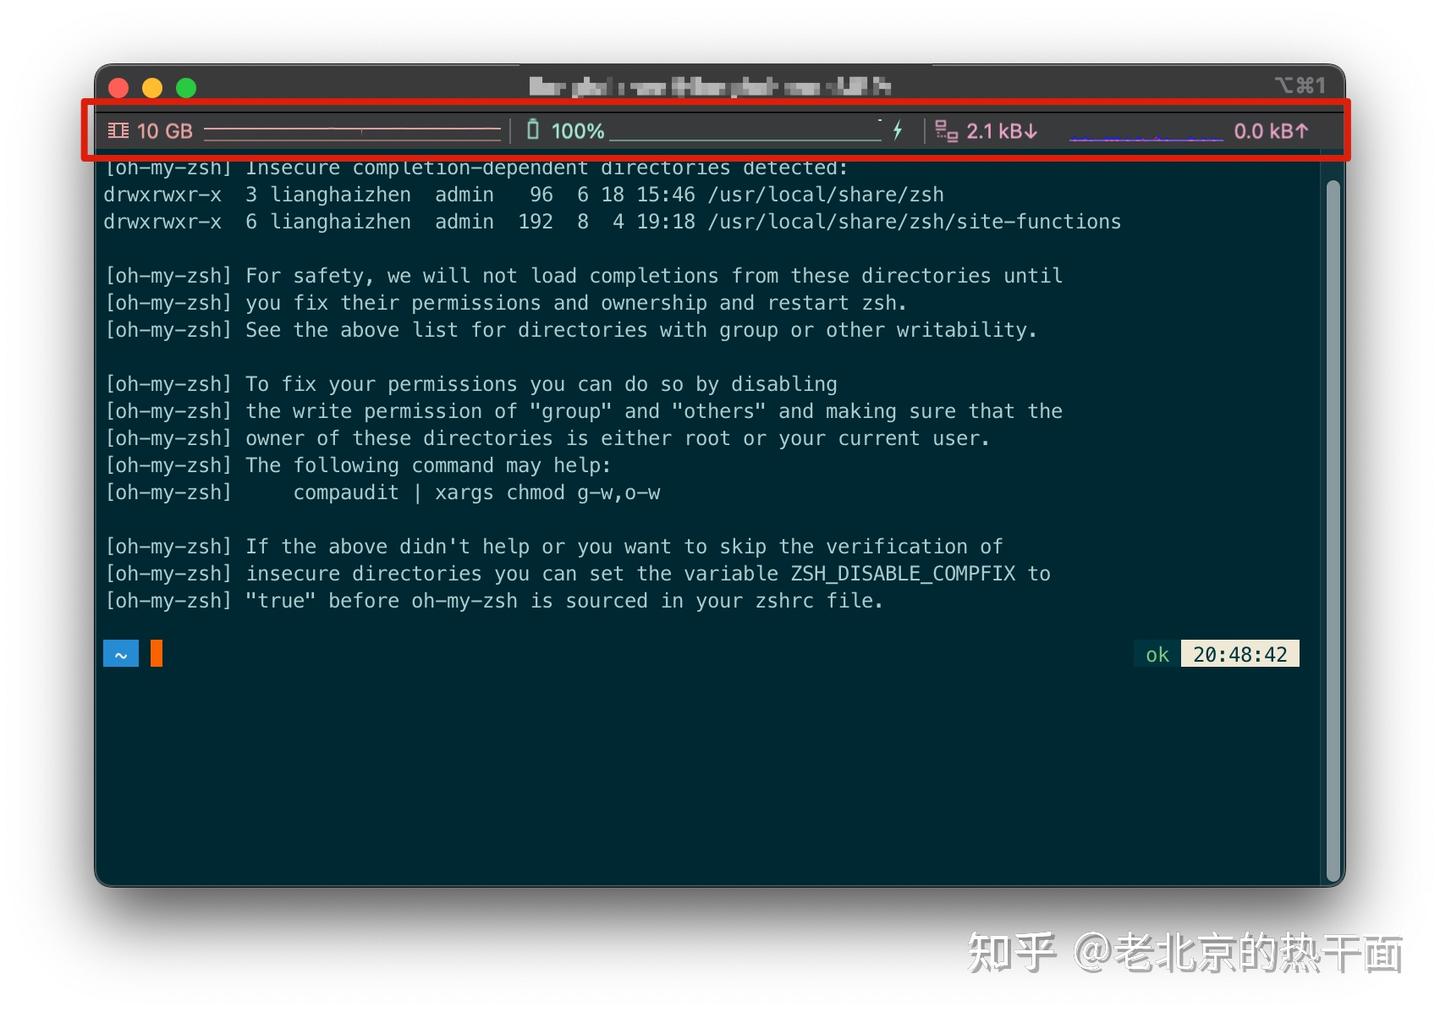 ⌥⌘1
10 GB 100% 2.1 kB↓ 0.0 kB↑
[oh-my-zsh] Insecure completion-dependent directories detected:
drwxrwxr-x  3 lianghaizhen  admin   96  6 18 15:46 /usr/local/share/zsh
drwxrwxr-x  6 lianghaizhen  admin  192  8  4 19:18 /usr/local/share/zsh/site-functions
[oh-my-zsh] For safety, we will not load completions from these directories until
[oh-my-zsh] you fix their permissions and ownership and restart zsh.
[oh-my-zsh] See the above list for directories with group or other writability.
[oh-my-zsh] To fix your permissions you can do so by disabling
[oh-my-zsh] the write permission of "group" and "others" and making sure that the
[oh-my-zsh] owner of these directories is either root or your current user.
[oh-my-zsh] The following command may help:
[oh-my-zsh]     compaudit | xargs chmod g-w,o-w
[oh-my-zsh] If the above didn't help or you want to skip the verification of
[oh-my-zsh] insecure directories you can set the variable ZSH_DISABLE_COMPFIX to
[oh-my-zsh] "true" before oh-my-zsh is sourced in your zshrc file.
~ ok 20:48:42
知乎 @老北京的热干面